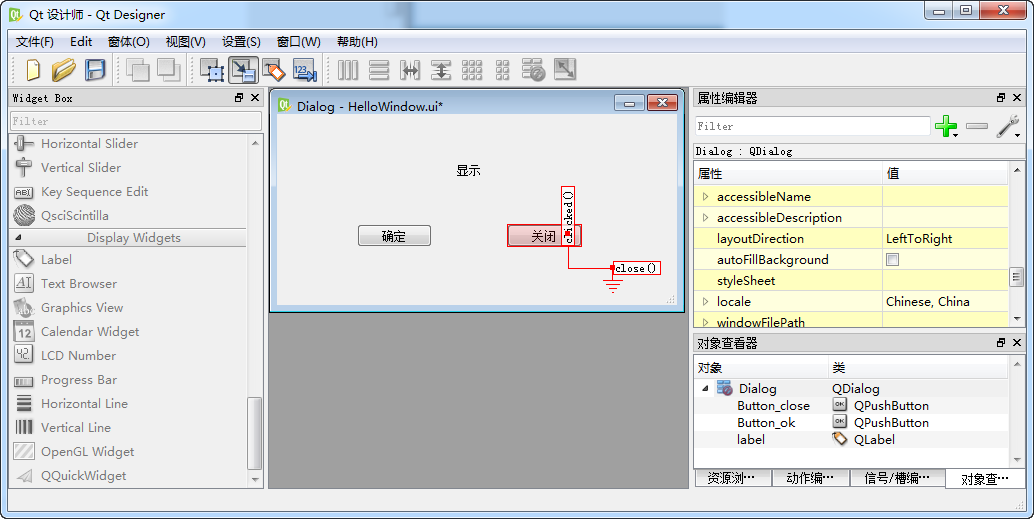 Qt 设计师 - Qt Designer
文件(F) Edit 窗体(O) 视图(V) 设置(S) 窗口(W) 帮助(H)
Widget Box
Filter
Horizontal Slider
Vertical Slider
Key Sequence Edit
QsciScintilla
Display Widgets
Label
Text Browser
Graphics View
Calendar Widget
LCD Number
Progress Bar
Horizontal Line
Vertical Line
OpenGL Widget
QQuickWidget
Dialog - HelloWindow.ui*
显示
确定
关闭
clicked()
close()
属性编辑器
Filter
Dialog : QDialog
属性 值
accessibleName
accessibleDescription
layoutDirection LeftToRight
autoFillBackground
styleSheet
locale Chinese, China
windowFilePath
对象查看器
对象 类
Dialog QDialog
Button_close QPushButton
Button_ok QPushButton
label QLabel
资源浏… 动作编… 信号/槽编… 对象查…